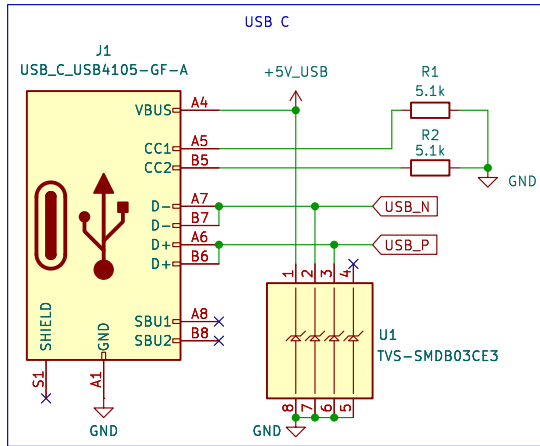 USB C
J1
USB_C_USB4105-GF-A
+5V_USB
R1
5.1k
R2
5.1k
GND
VBUS A4
CC1 A5
CC2 B5
D- A7
D- B7
D+ A6
D+ B6
SBU1 A8
SBU2 B8
SHIELD
GND
S1
A1
GND
USB_N
USB_P
1 2 3 4
U1
TVS-SMDB03CE3
8 7 6 5
GND